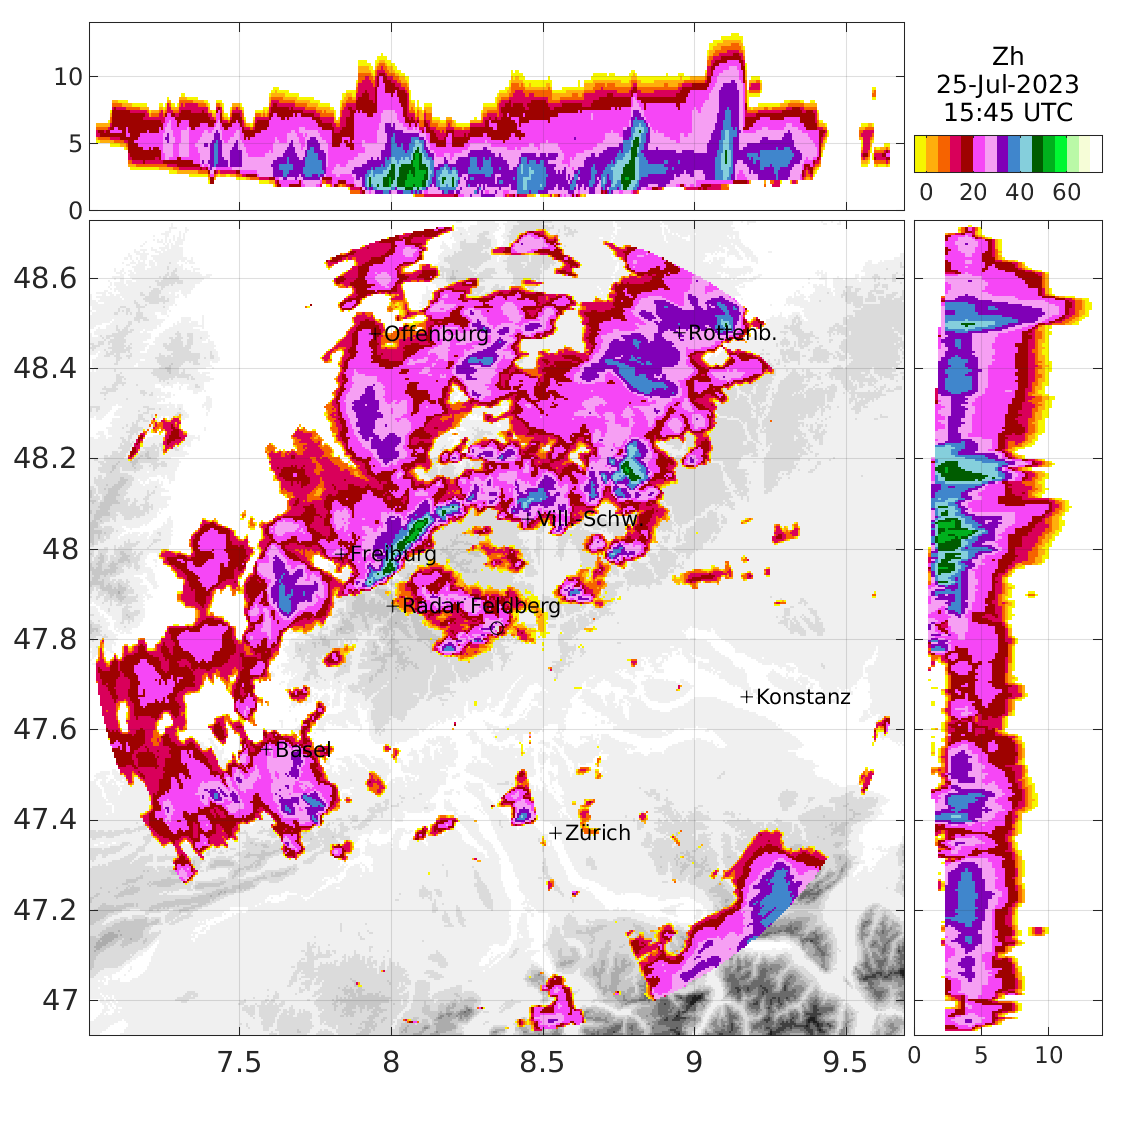 10
5
0
Zh
25-Jul-2023
15:45 UTC
0 20 40 60
48.6
48.4
48.2
48
47.8
47.6
47.4
47.2
47
+Offenburg
+Rottenb.
+Vill.-Schw.
+Freiburg
+Radar Feldberg
+Konstanz
+Basel
+Zürich
7.5 8 8.5 9 9.5
0 5 10